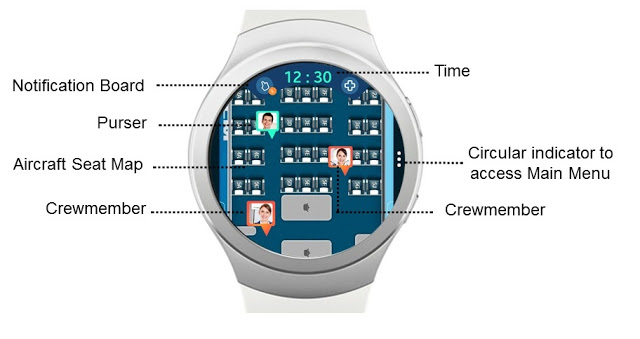 12:30
Time
Notification Board
Purser
Circular indicator to
access Main Menu
Aircraft Seat Map
Crewmember
Crewmember